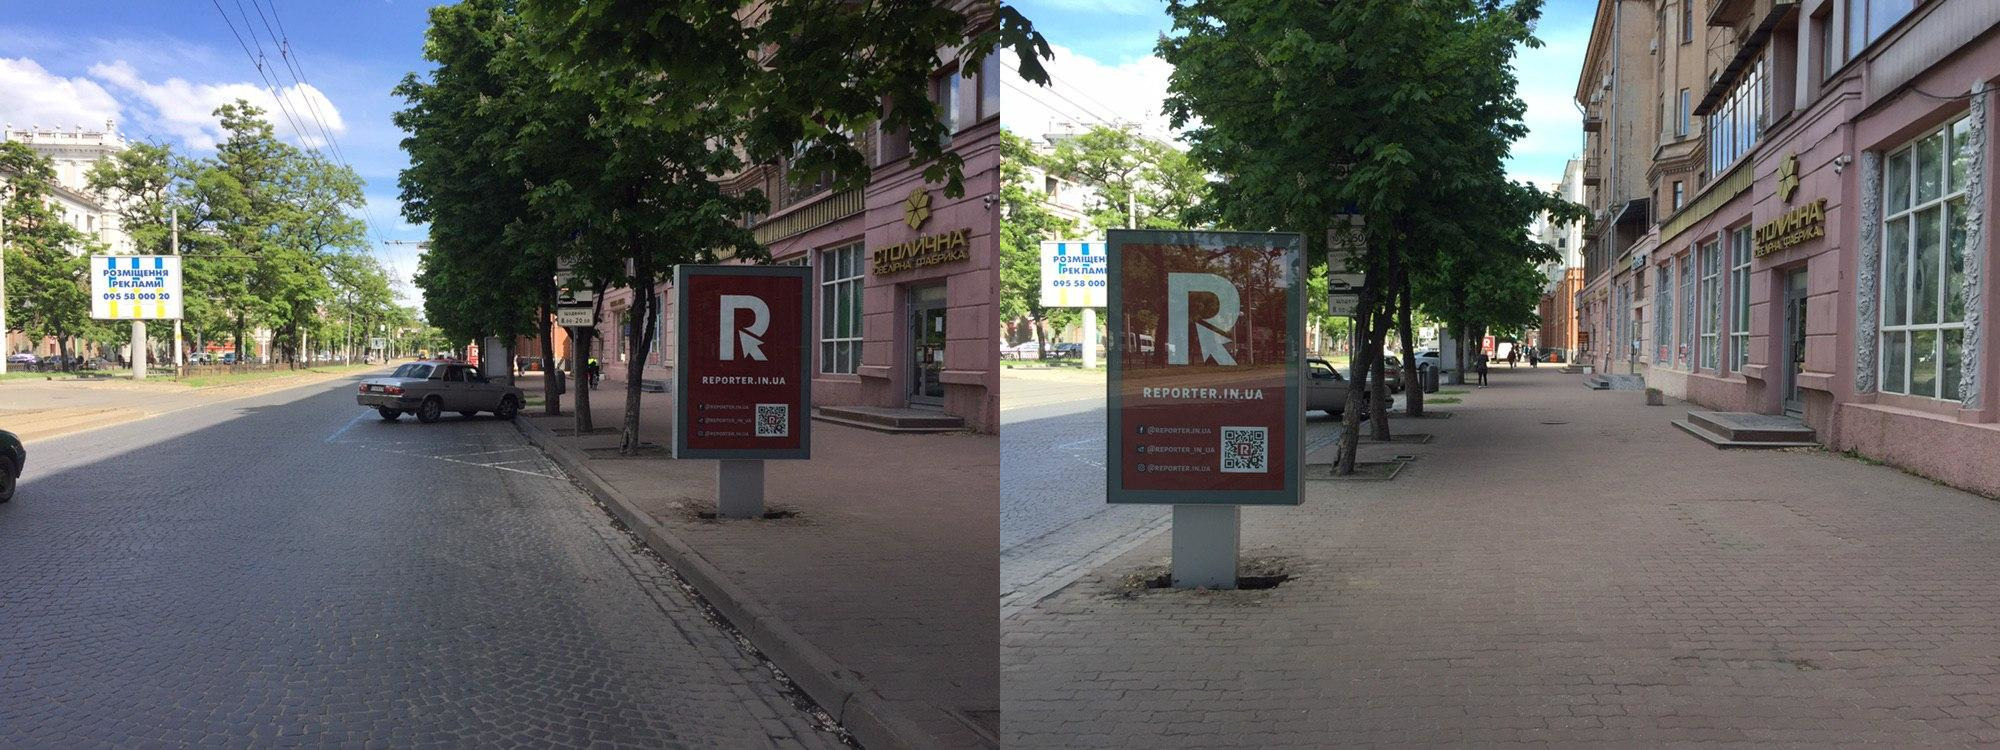 РОЗМІЩЕННЯ
РЕКЛАМИ
095 58 000 20
Щоденно
8.00-20.00
R
REPORTER.IN.UA
@REPORTER.IN.UA
@REPORTER_IN_UA
@REPORTER.IN.UA
СТОЛИЧНА
ЮВЕЛІРНА ФАБРИКА
РОЗМІЩЕН
РЕКЛАМИ
095 58 000
R
REPORTER.IN.UA
@REPORTER.IN.UA
@REPORTER_IN_UA
@REPORTER.IN.UA
R
СТОЛИЧНА
ЮВЕЛІРНА ФАБРИКА